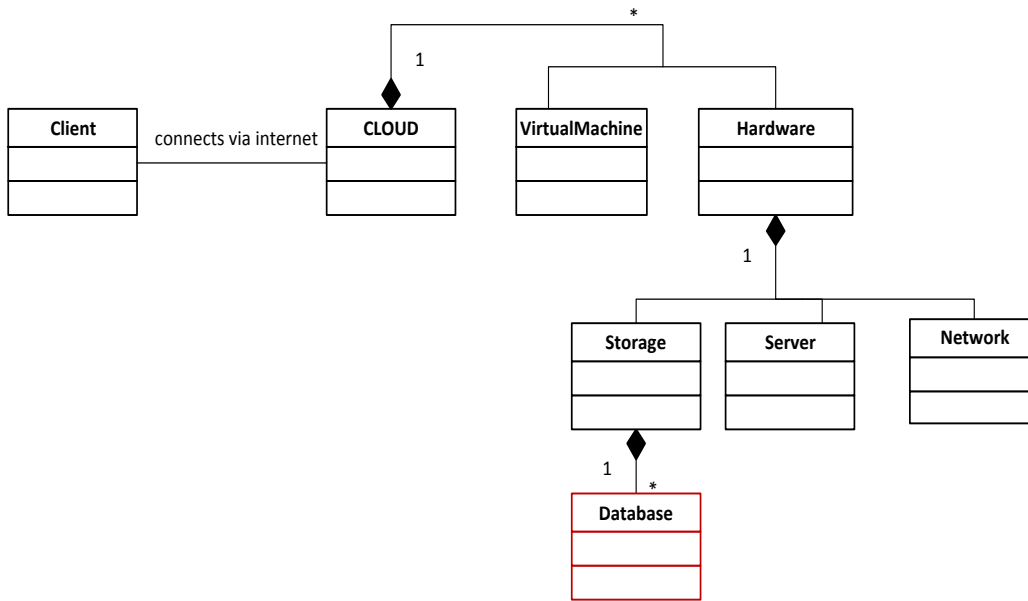 *
1
Client
CLOUD
VirtualMachine
Hardware
connects via internet
1
Storage
Server
Network
1
*
Database